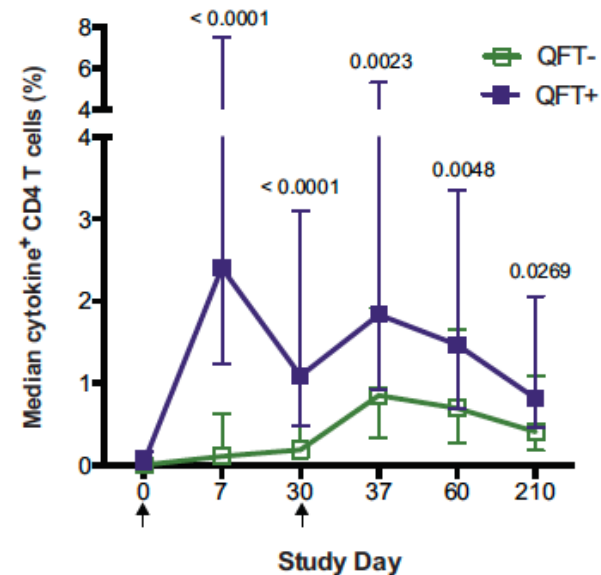 Median cytokine⁺ CD4 T cells (%)
8
6
4
4
3
2
1
0
< 0.0001
< 0.0001
0.0023
0.0048
0.0269
QFT-
QFT+
0 7 30 37 60 210
Study Day